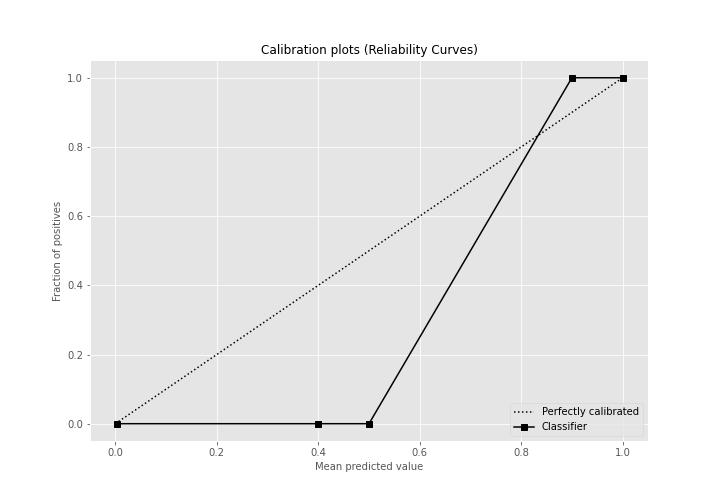 Calibration plots (Reliability Curves)
1.0
0.8
0.6
0.4
0.2
0.0
Fraction of positives
Perfectly calibrated
Classifier
0.0 0.2 0.4 0.6 0.8 1.0
Mean predicted value